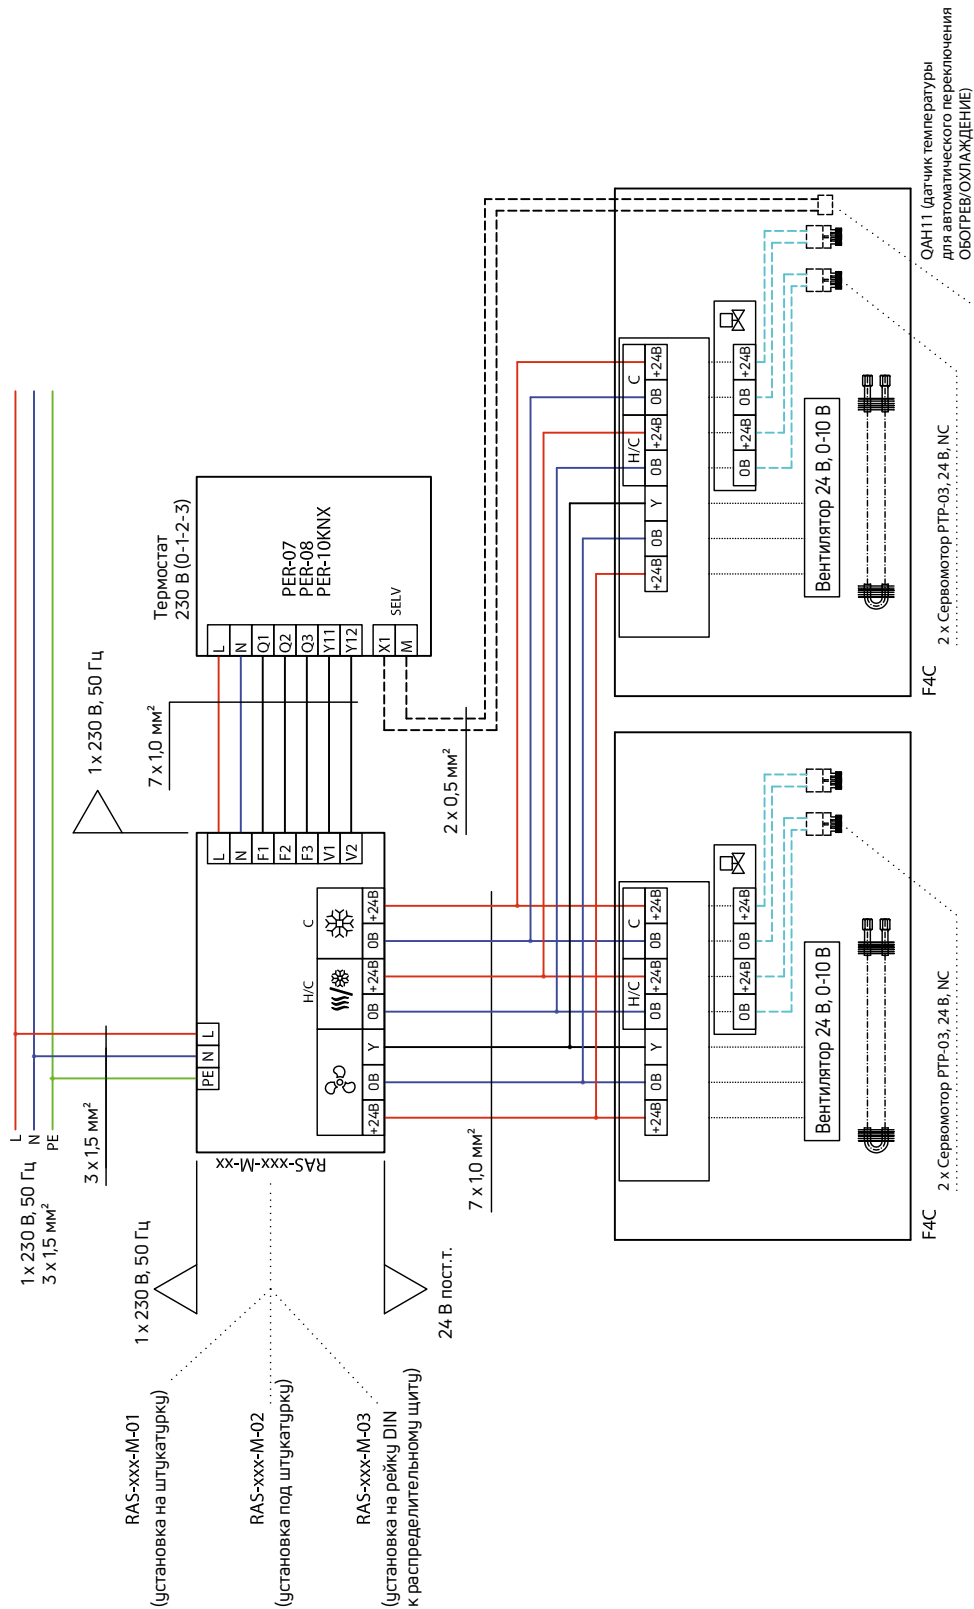 L
N
PE
1 x 230 В, 50 Гц
3 x 1,5 мм²
3 x 1,5 мм²
1 x 230 В, 50 Гц
24 В пост.т.
RAS-xxx-M-01
(установка на штукатурку)
RAS-xxx-M-02
(установка под штукатурку)
RAS-xxx-M-03
(установка на рейку DIN
к распределительному щиту)
RAS-xxx-M-xx
PE N L
1 x 230 В, 50 Гц
L
N
F1
F2
F3
V1
V2
H/C
C
+24В 0В Y 0В +24В 0В +24В
7 x 1,0 мм²
Термостат
230 В (0-1-2-3)
PER-07
PER-08
PER-10KNX
L
N
Q1
Q2
Q3
Y11
Y12
X1
M
SELV
2 x 0,5 мм²
7 x 1,0 мм²
H/C
C
+24В 0В Y 0В +24В 0В +24В
0В +24В 0В +24В
Вентилятор 24 В, 0-10 В
F4C
2 x Сервомотор РТР-03, 24 В, NC
H/C
C
+24В 0В Y 0В +24В 0В +24В
0В +24В 0В +24В
Вентилятор 24 В, 0-10 В
F4C
2 x Сервомотор РТР-03, 24 В, NC
QAH11 (датчик температуры
для автоматического переключения
ОБОГРЕВ/ОХЛАЖДЕНИЕ)